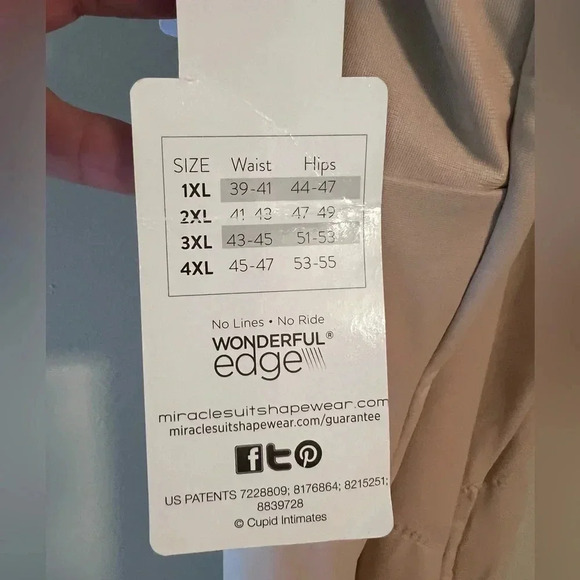 SIZE Waist Hips
1XL 39-41 44-47
2XL 41-43 47-49
3XL 43-45 51-53
4XL 45-47 53-55
No Lines • No Ride
WONDERFUL®
edge
miraclesuitshapewear.com
miraclesuitshapewear.com/guarantee
f t p
US PATENTS 7228809; 8176864; 8215251;
8839728
© Cupid Intimates